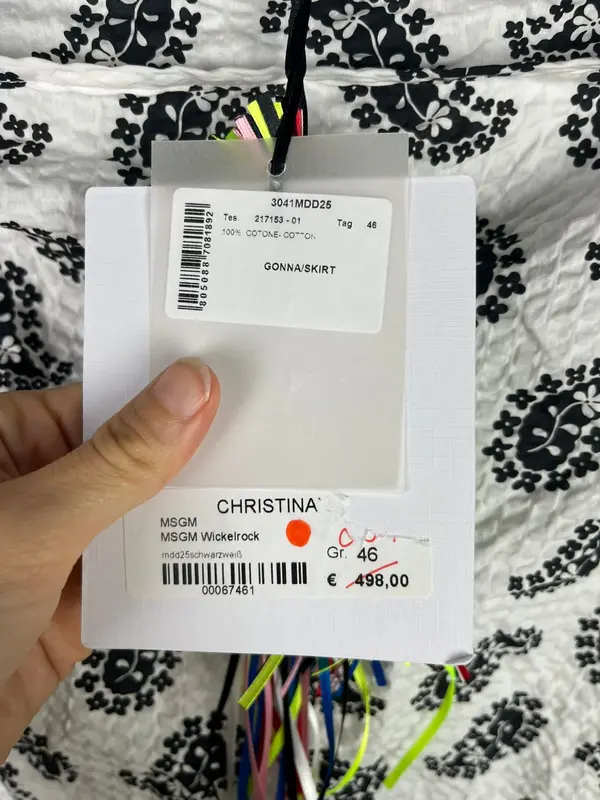 3041MDD25
Tes. 217153 - 01 Tag 46
100% COTONE- COTTON
GONNA/SKIRT
8050887081892
CHRISTINA
MSGM
MSGM Wickelrock
mdd25schwarzweiß
Gr. 46
€ 498,00
00067461